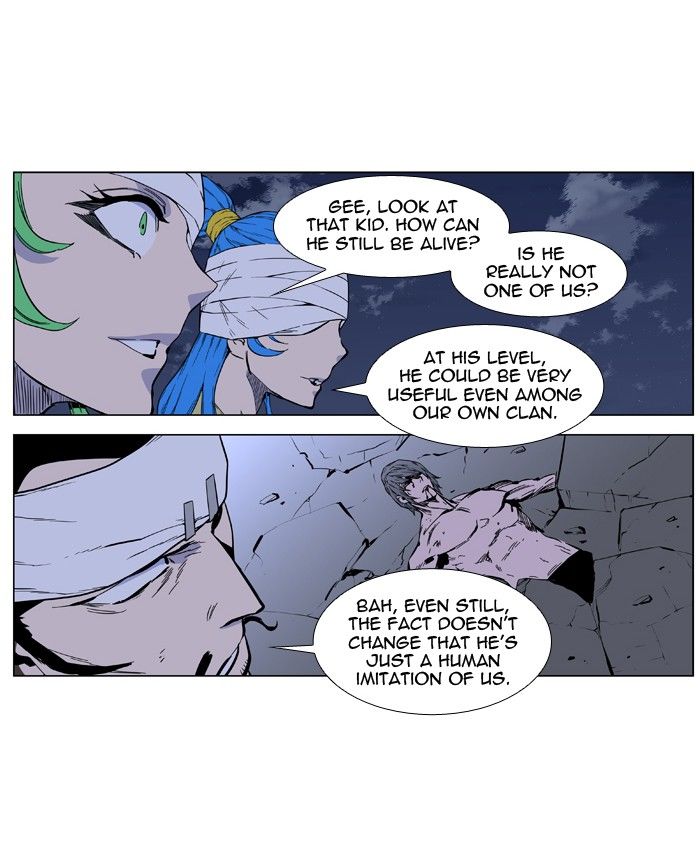 GEE, LOOK AT
THAT KID. HOW CAN
HE STILL BE ALIVE?
IS HE
REALLY NOT
ONE OF US?
AT HIS LEVEL,
HE COULD BE VERY
USEFUL EVEN AMONG
OUR OWN CLAN.
BAH, EVEN STILL,
THE FACT DOESN'T
CHANGE THAT HE'S
JUST A HUMAN
IMITATION OF US.